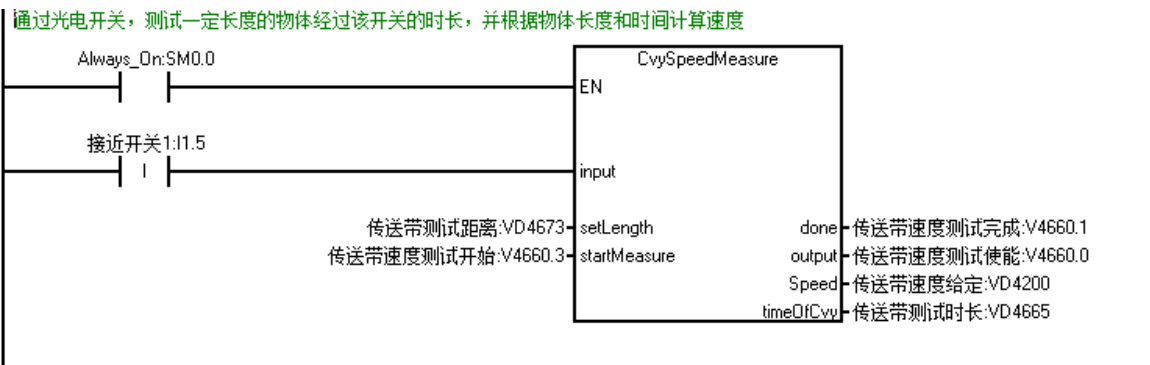 通过光电开关，测试一定长度的物体经过该开关的时长，并根据物体长度和时间计算速度
Always_On:SM0.0
CvySpeedMeasure
EN
接近开关1:I1.5
I
input
传送带测试距离:VD4673
setLength
done
传送带速度测试完成:V4660.1
传送带速度测试开始:V4660.3
startMeasure
output
传送带速度测试使能:V4660.0
Speed
传送带速度给定:VD4200
timeOfCvy
传送带测试时长:VD4665